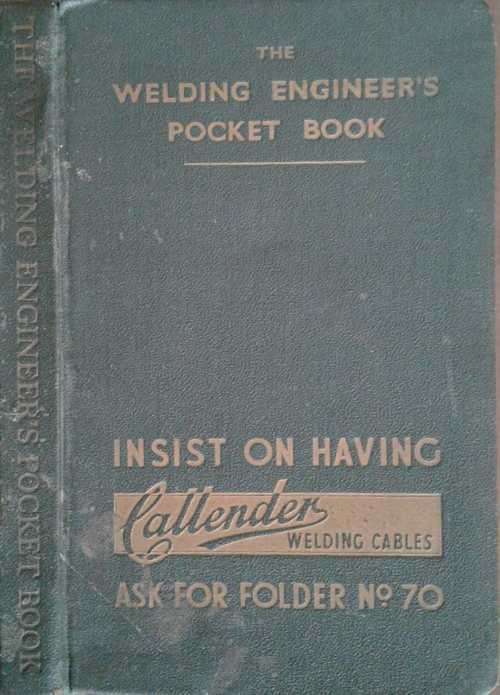 THE WELDING ENGINEER'S POCKET BOOK
THE
WELDING ENGINEER'S
POCKET BOOK
INSIST ON HAVING
Callender
WELDING CABLES
ASK FOR FOLDER Nº 70